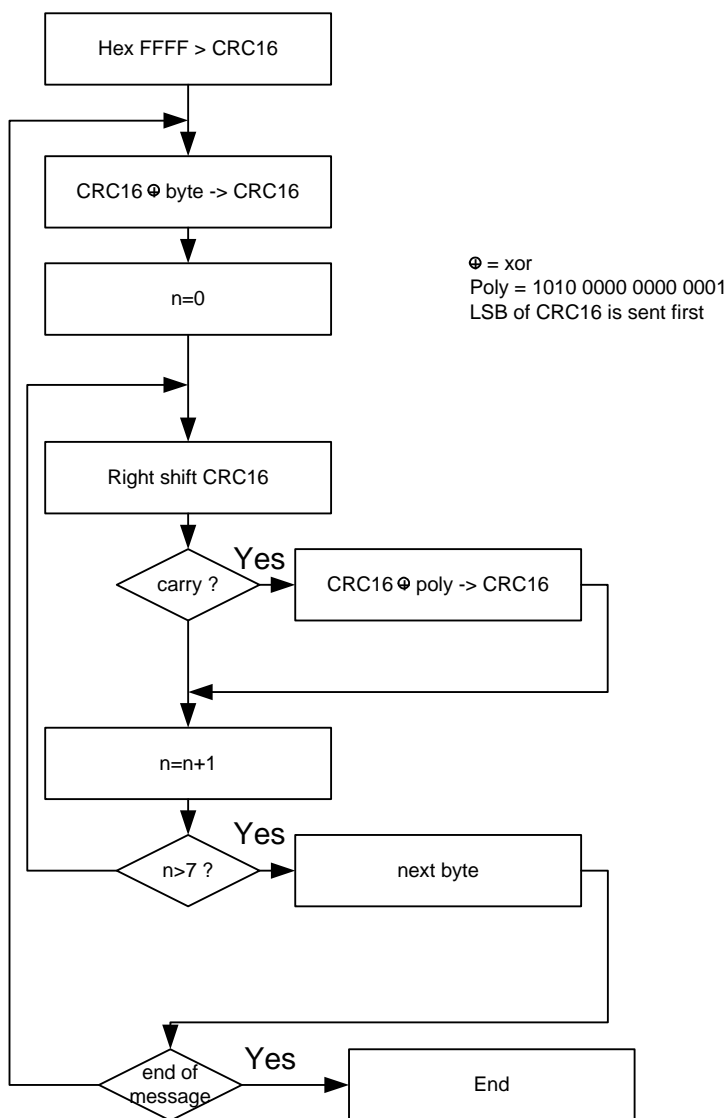 Hex FFFF > CRC16
CRC16 ⊕ byte -> CRC16
n=0
⊕ = xor
Poly = 1010 0000 0000 0001
LSB of CRC16 is sent first
Right shift CRC16
carry ?
Yes
CRC16 ⊕ poly -> CRC16
n=n+1
n>7 ?
Yes
next byte
end of
message
Yes
End